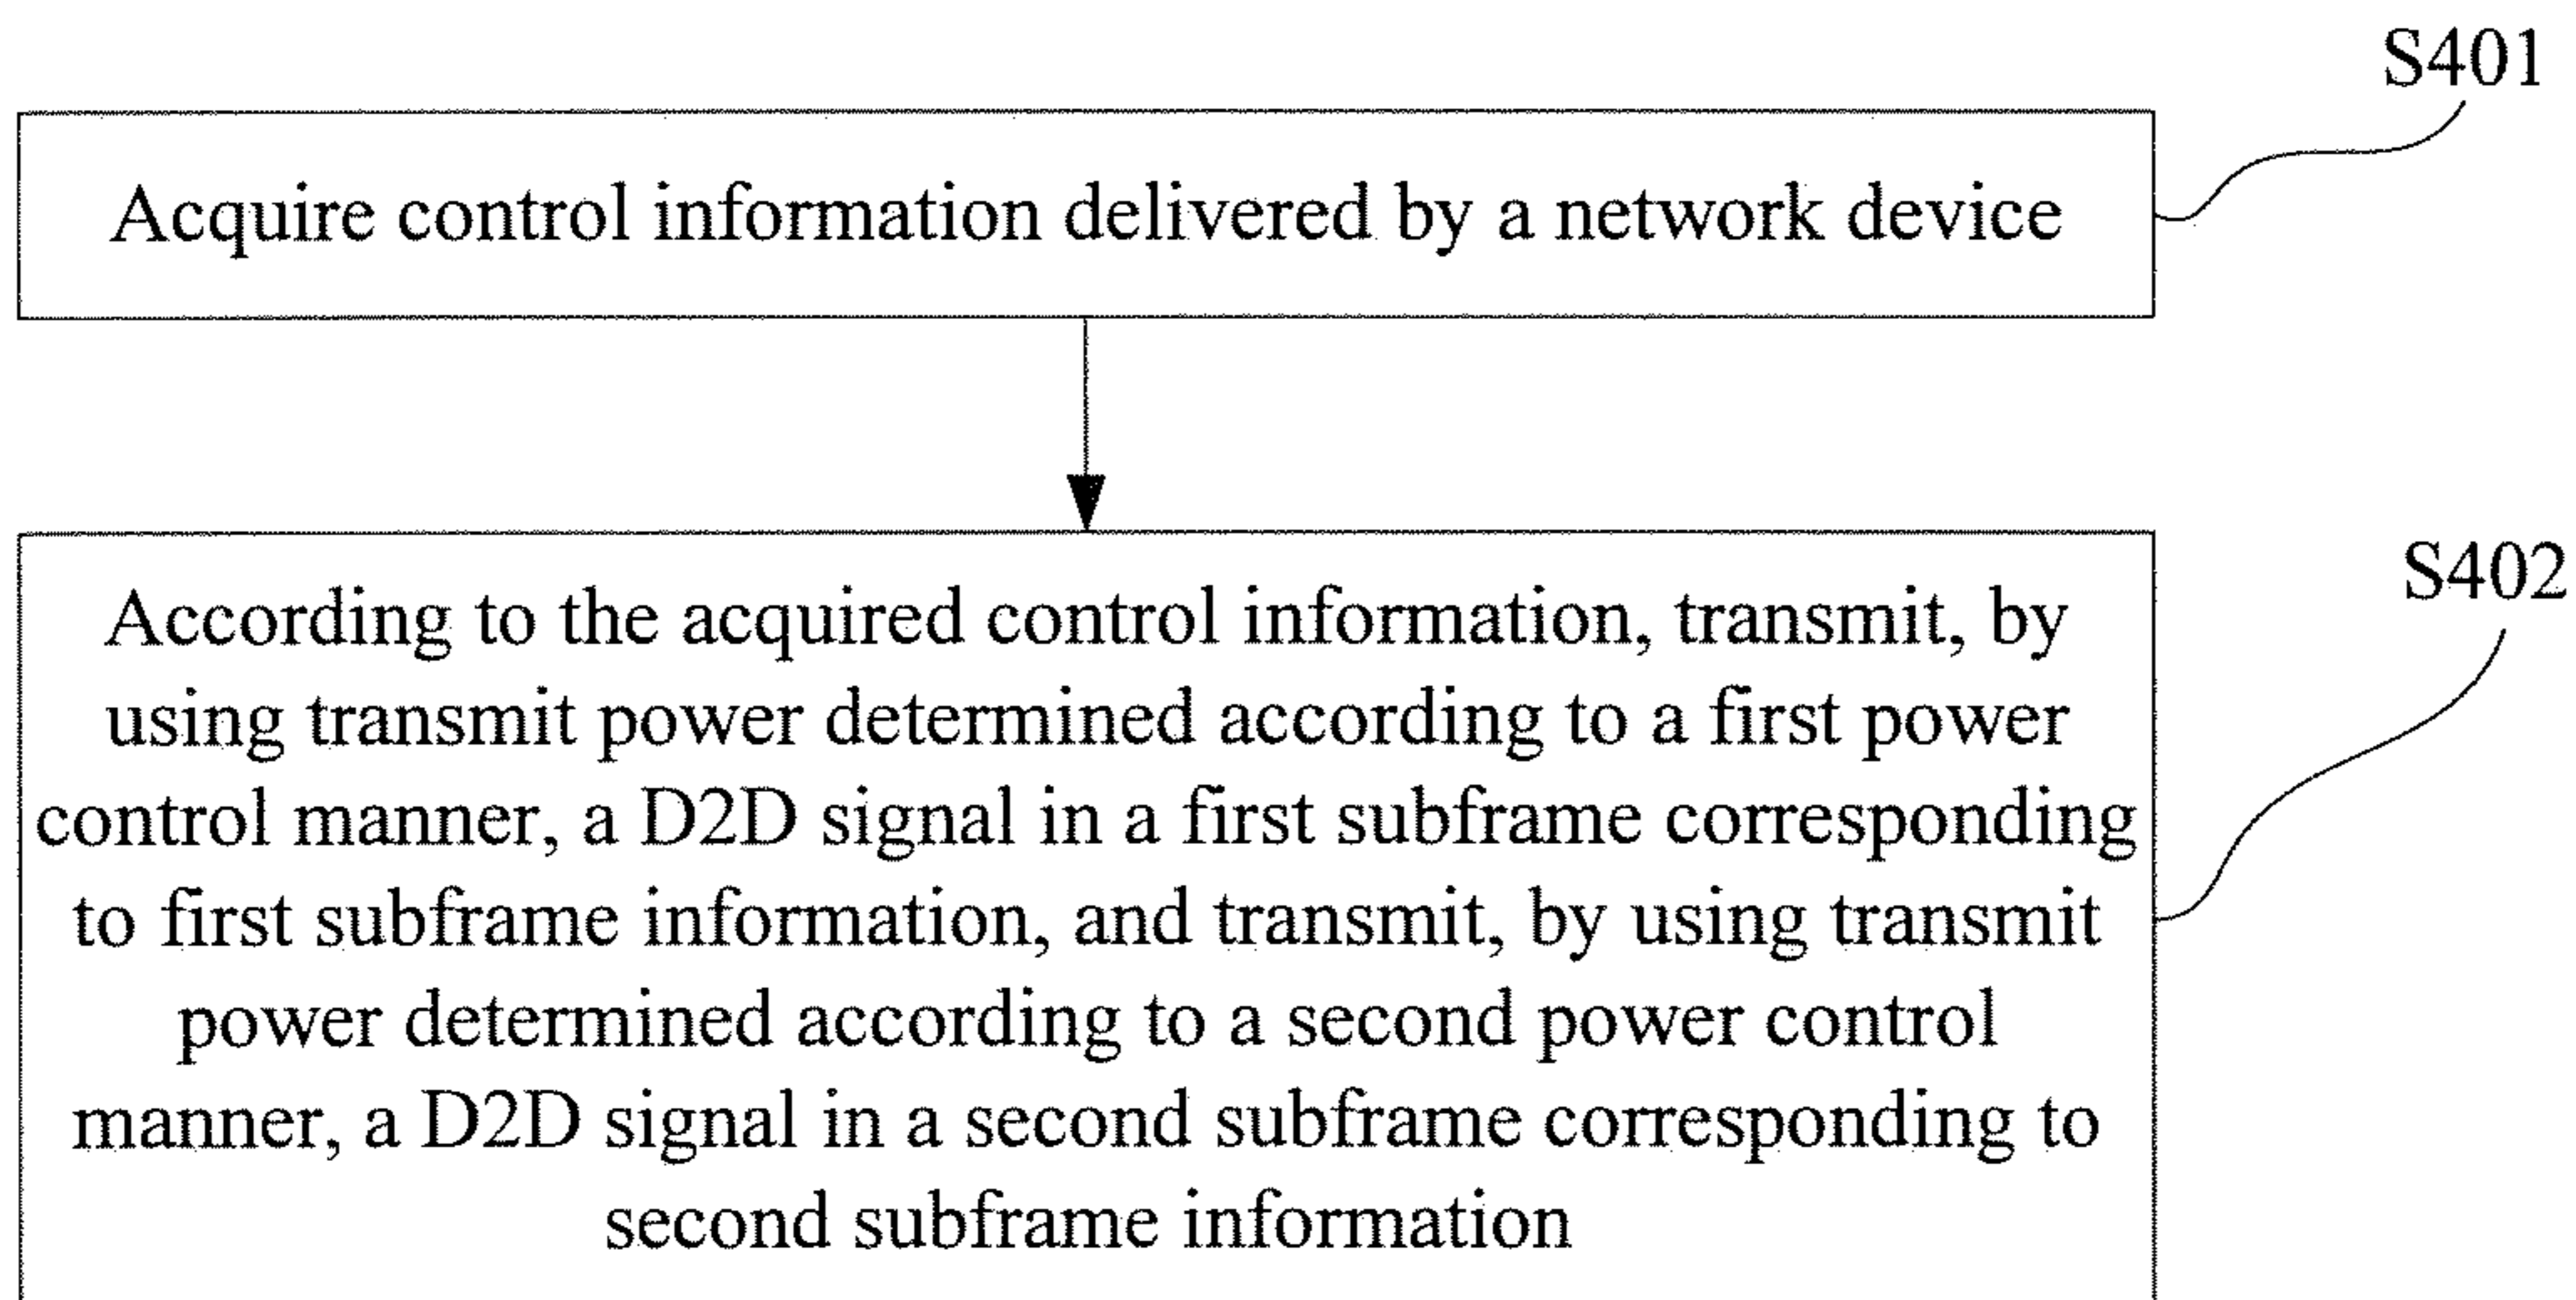 S401
Acquire control information delivered by a network device
S402
According to the acquired control information, transmit, by
using transmit power determined according to a first power
control manner, a D2D signal in a first subframe corresponding
to first subframe information, and transmit, by using transmit
power determined according to a second power control
manner, a D2D signal in a second subframe corresponding to
second subframe information